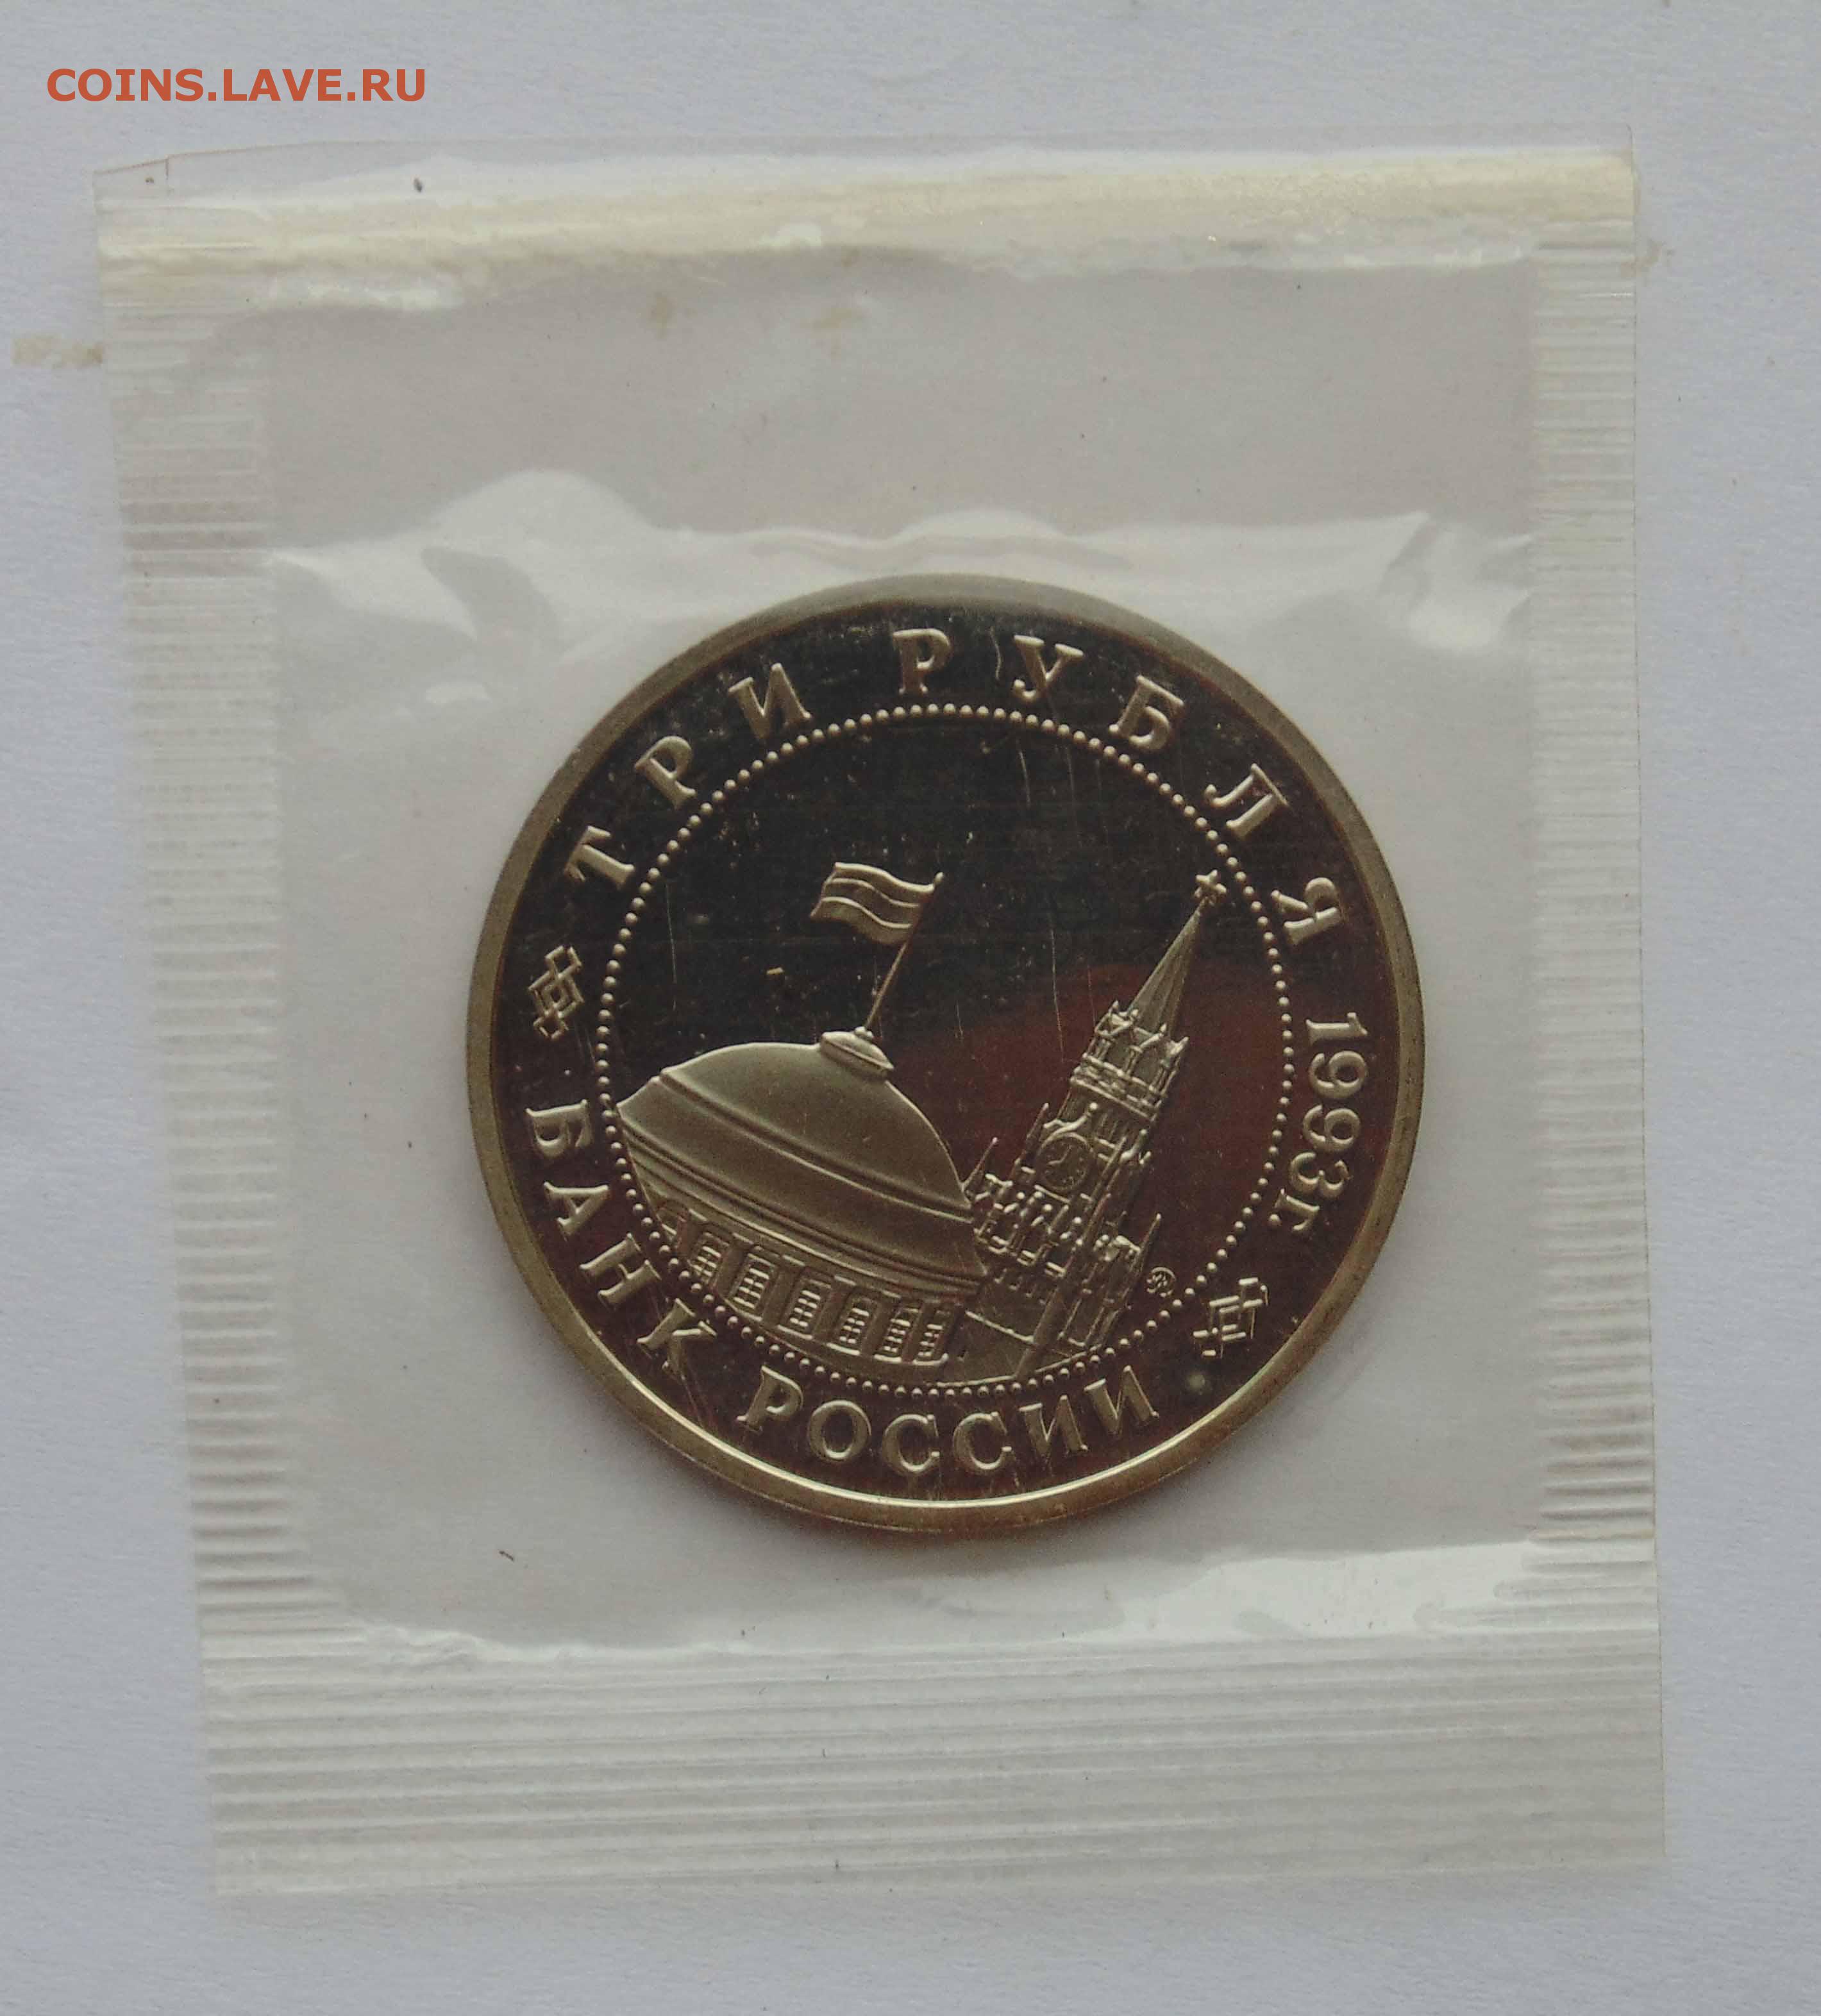 COINS.LAVE.RU
ТРИ РУБЛЯ 1993г.
БАНК РОССИИ